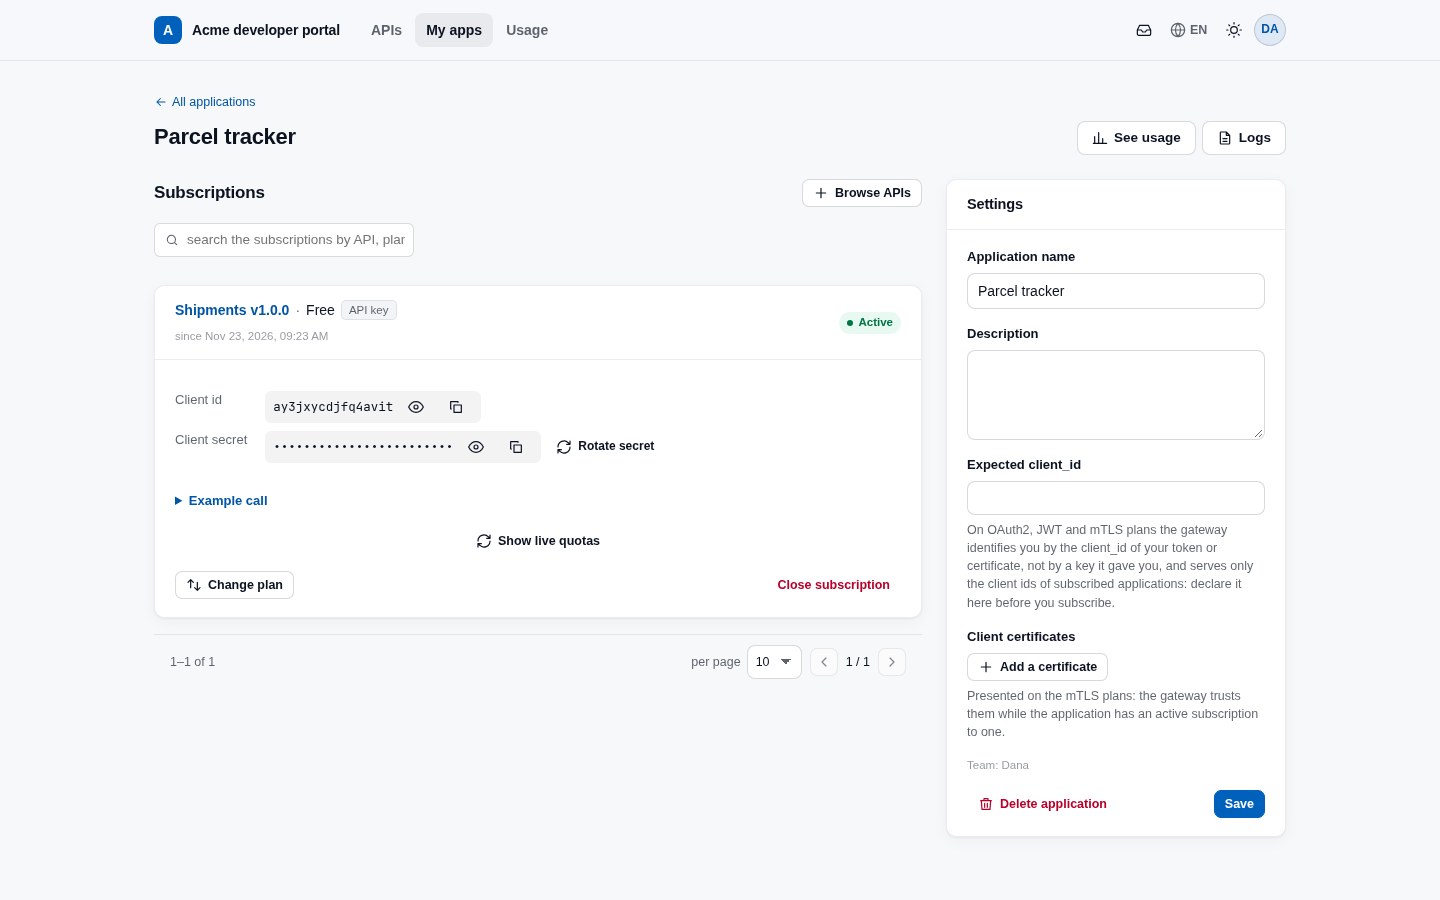 A Acme developer portal APIs My apps Usage EN DA
All applications
Parcel tracker
See usage Logs
Subscriptions
Browse APIs
search the subscriptions by API, plan
Shipments v1.0.0 · Free API key
since Nov 23, 2026, 09:23 AM
Active
Client id ay3jxycdjfq4avit
Client secret •••••••••••••••••••••••• Rotate secret
Example call
Show live quotas
Change plan Close subscription
1–1 of 1 per page 10 1 / 1
Settings
Application name
Parcel tracker
Description
Expected client_id
On OAuth2, JWT and mTLS plans the gateway
identifies you by the client_id of your token or
certificate, not by a key it gave you, and serves only
the client ids of subscribed applications: declare it
here before you subscribe.
Client certificates
Add a certificate
Presented on the mTLS plans: the gateway trusts
them while the application has an active subscription
to one.
Team: Dana
Delete application Save